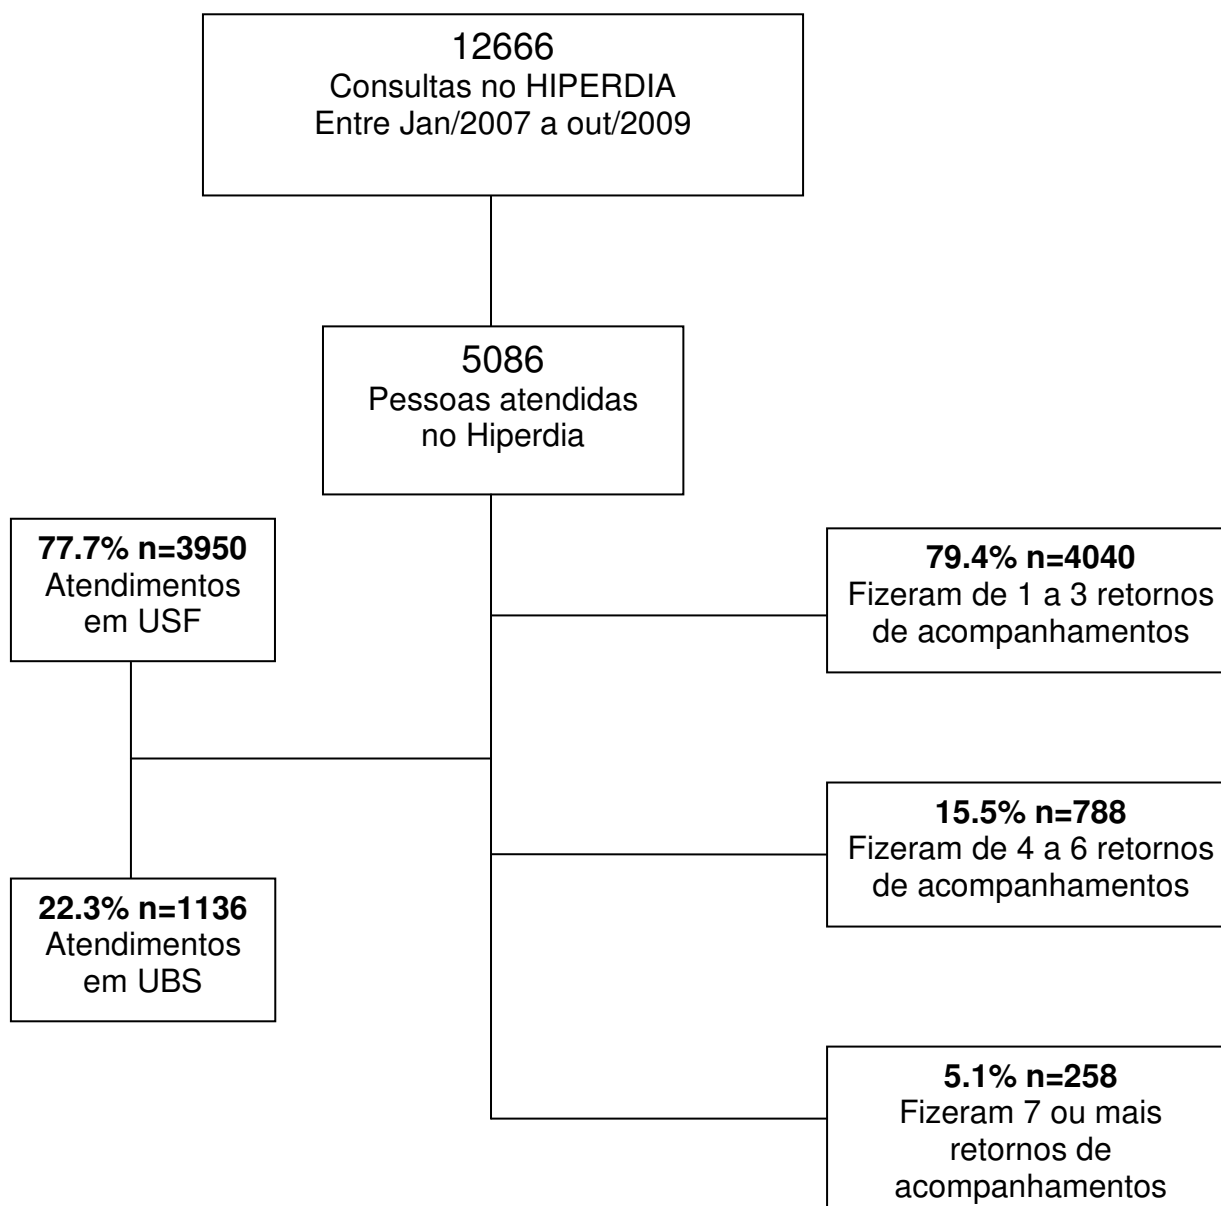 12666
Consultas no HIPERDIA
Entre Jan/2007 a out/2009
5086
Pessoas atendidas
no Hiperdia
77.7% n=3950
Atendimentos
em USF
22.3% n=1136
Atendimentos
em UBS
79.4% n=4040
Fizeram de 1 a 3 retornos
de acompanhamentos
15.5% n=788
Fizeram de 4 a 6 retornos
de acompanhamentos
5.1% n=258
Fizeram 7 ou mais
retornos de
acompanhamentos